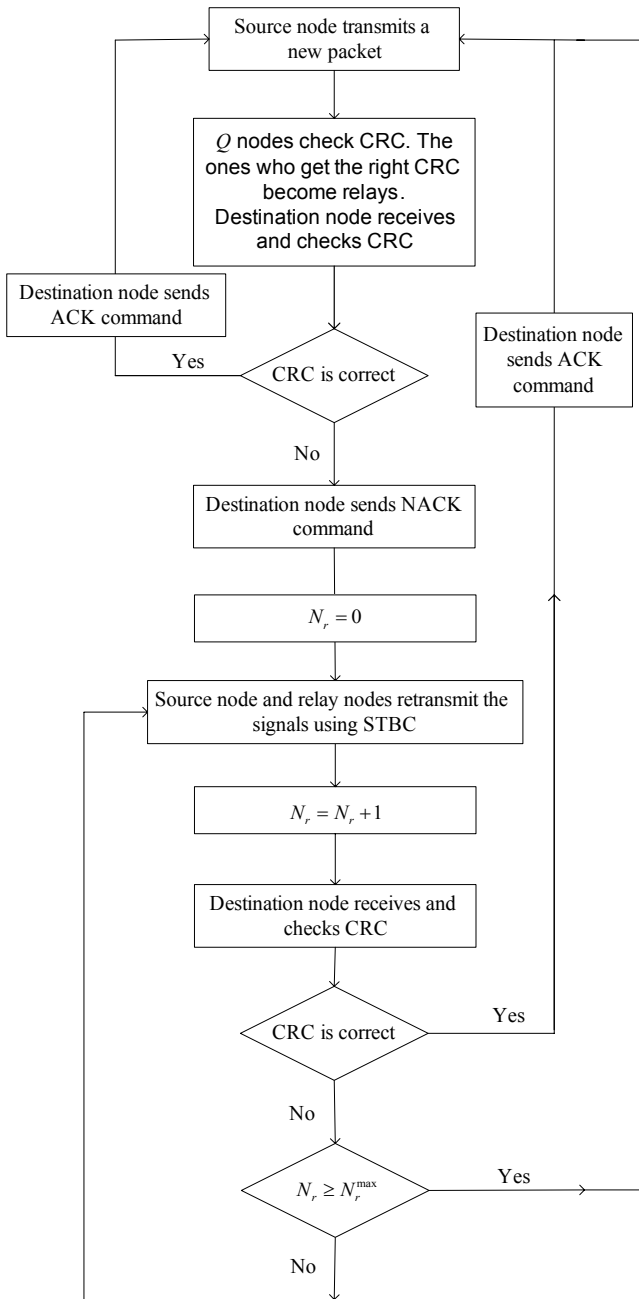 Source node transmits a
new packet
Q nodes check CRC. The
ones who get the right CRC
become relays.
Destination node receives
and checks CRC
Destination node sends
ACK command
Destination node
sends ACK
command
Yes
CRC is correct
No
Destination node sends NACK
command
N_r = 0
Source node and relay nodes retransmit the
signals using STBC
N_r = N_r + 1
Destination node receives and
checks CRC
CRC is correct
Yes
No
N_r ≥ N_r^max
Yes
No